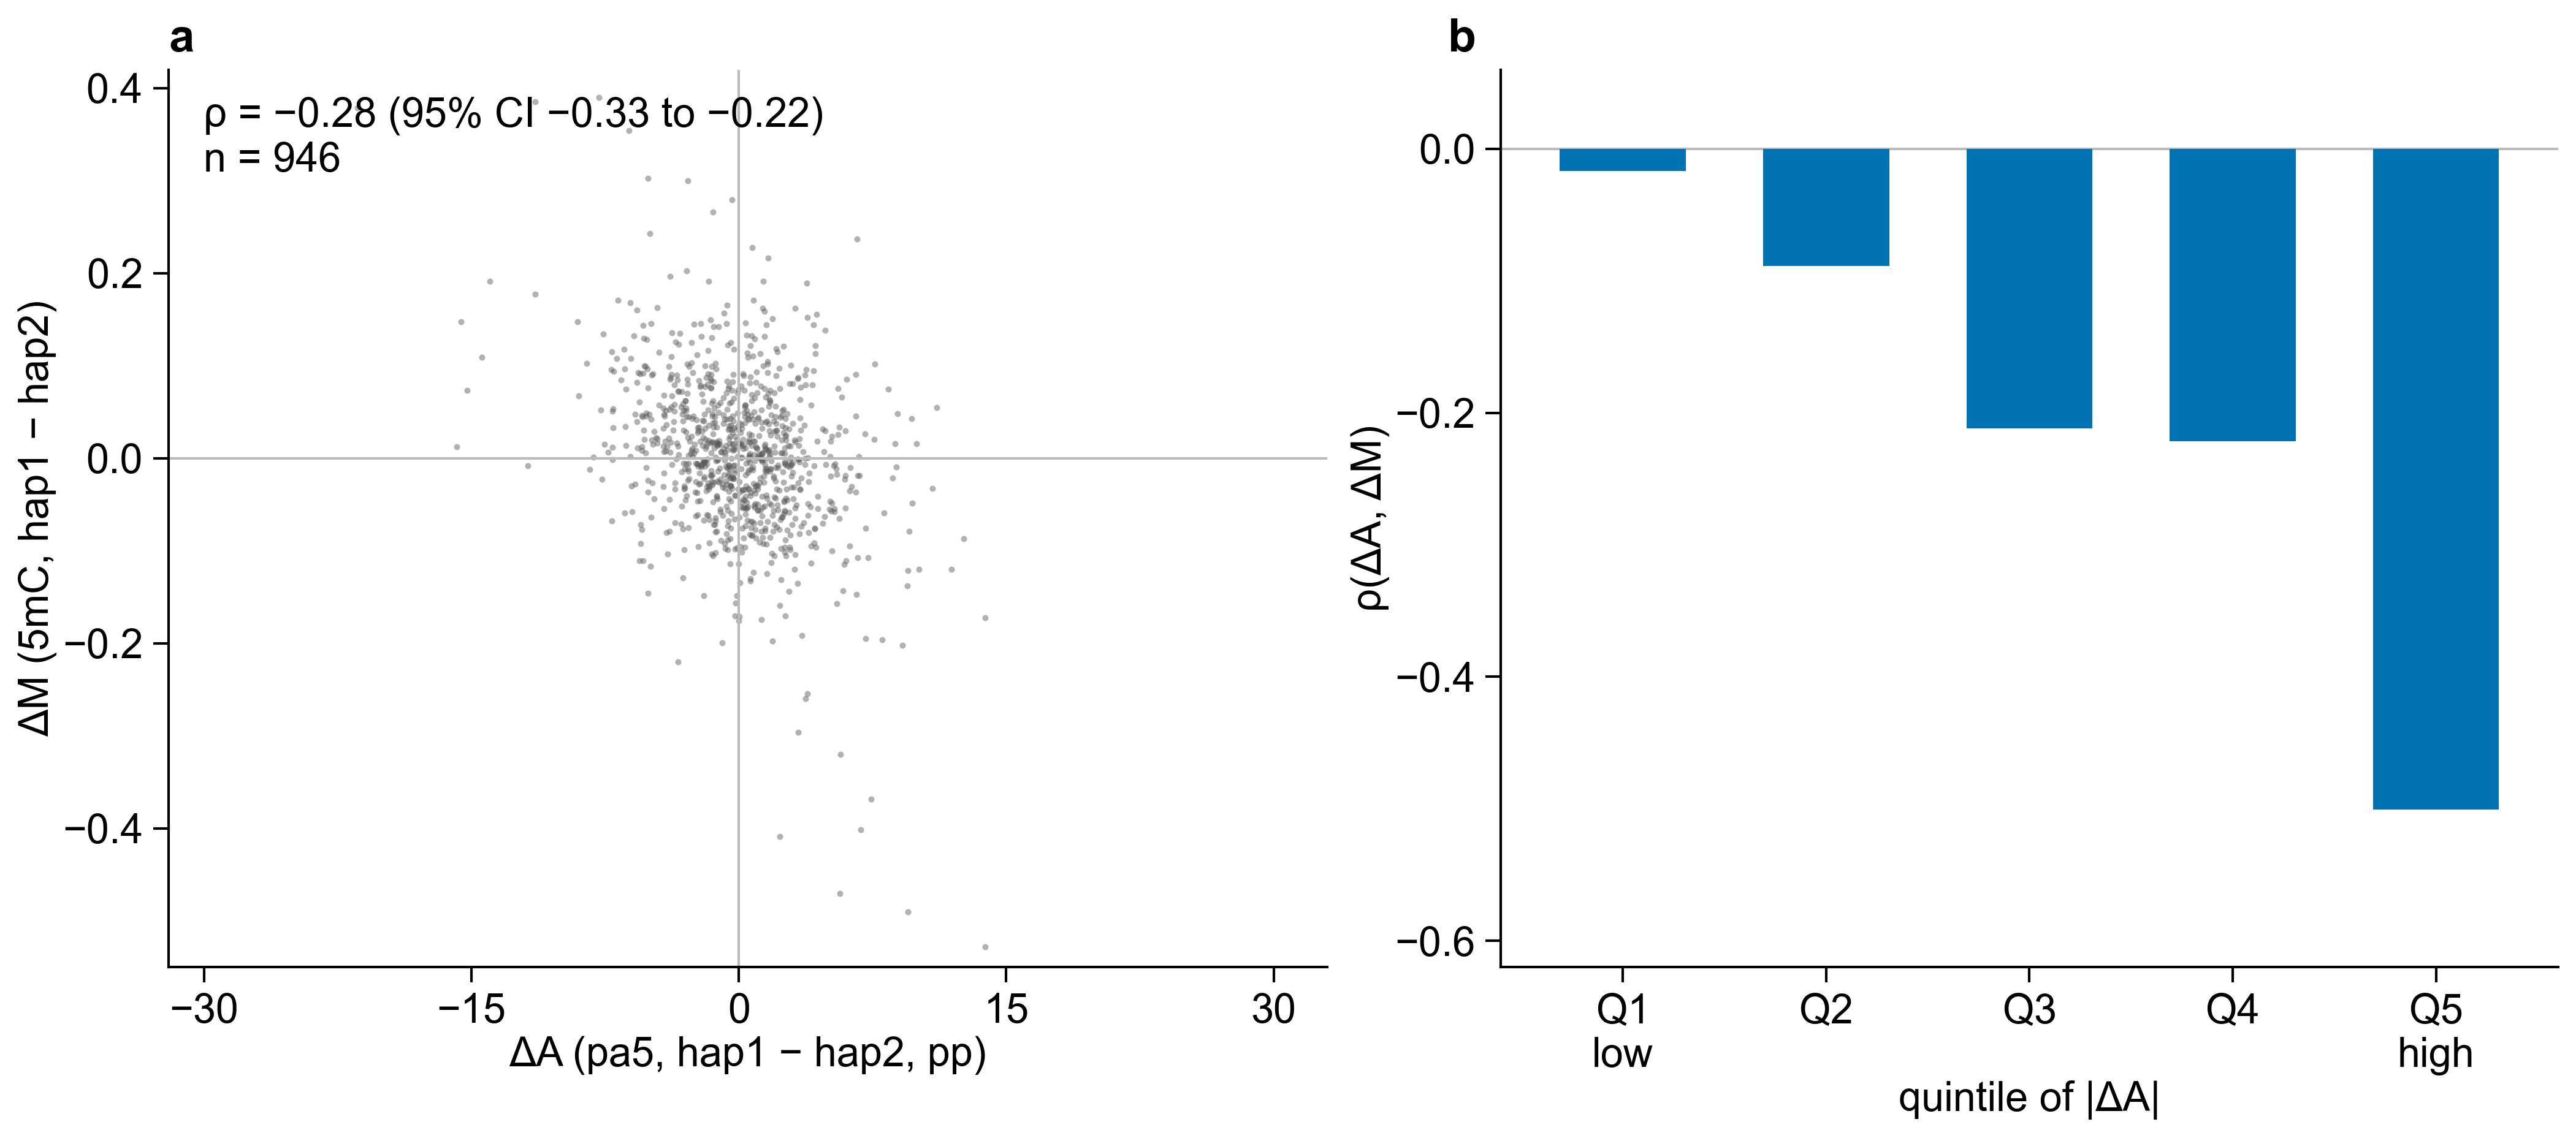 a
0.4
0.2
0.0
−0.2
−0.4
ρ = −0.28 (95% CI −0.33 to −0.22)
n = 946
ΔM (5mC, hap1 − hap2)
−30
−15
0
15
30
ΔA (pa5, hap1 − hap2, pp)
b
0.0
−0.2
−0.4
−0.6
ρ(ΔA, ΔM)
Q1
low
Q2
Q3
Q4
Q5
high
quintile of |ΔA|